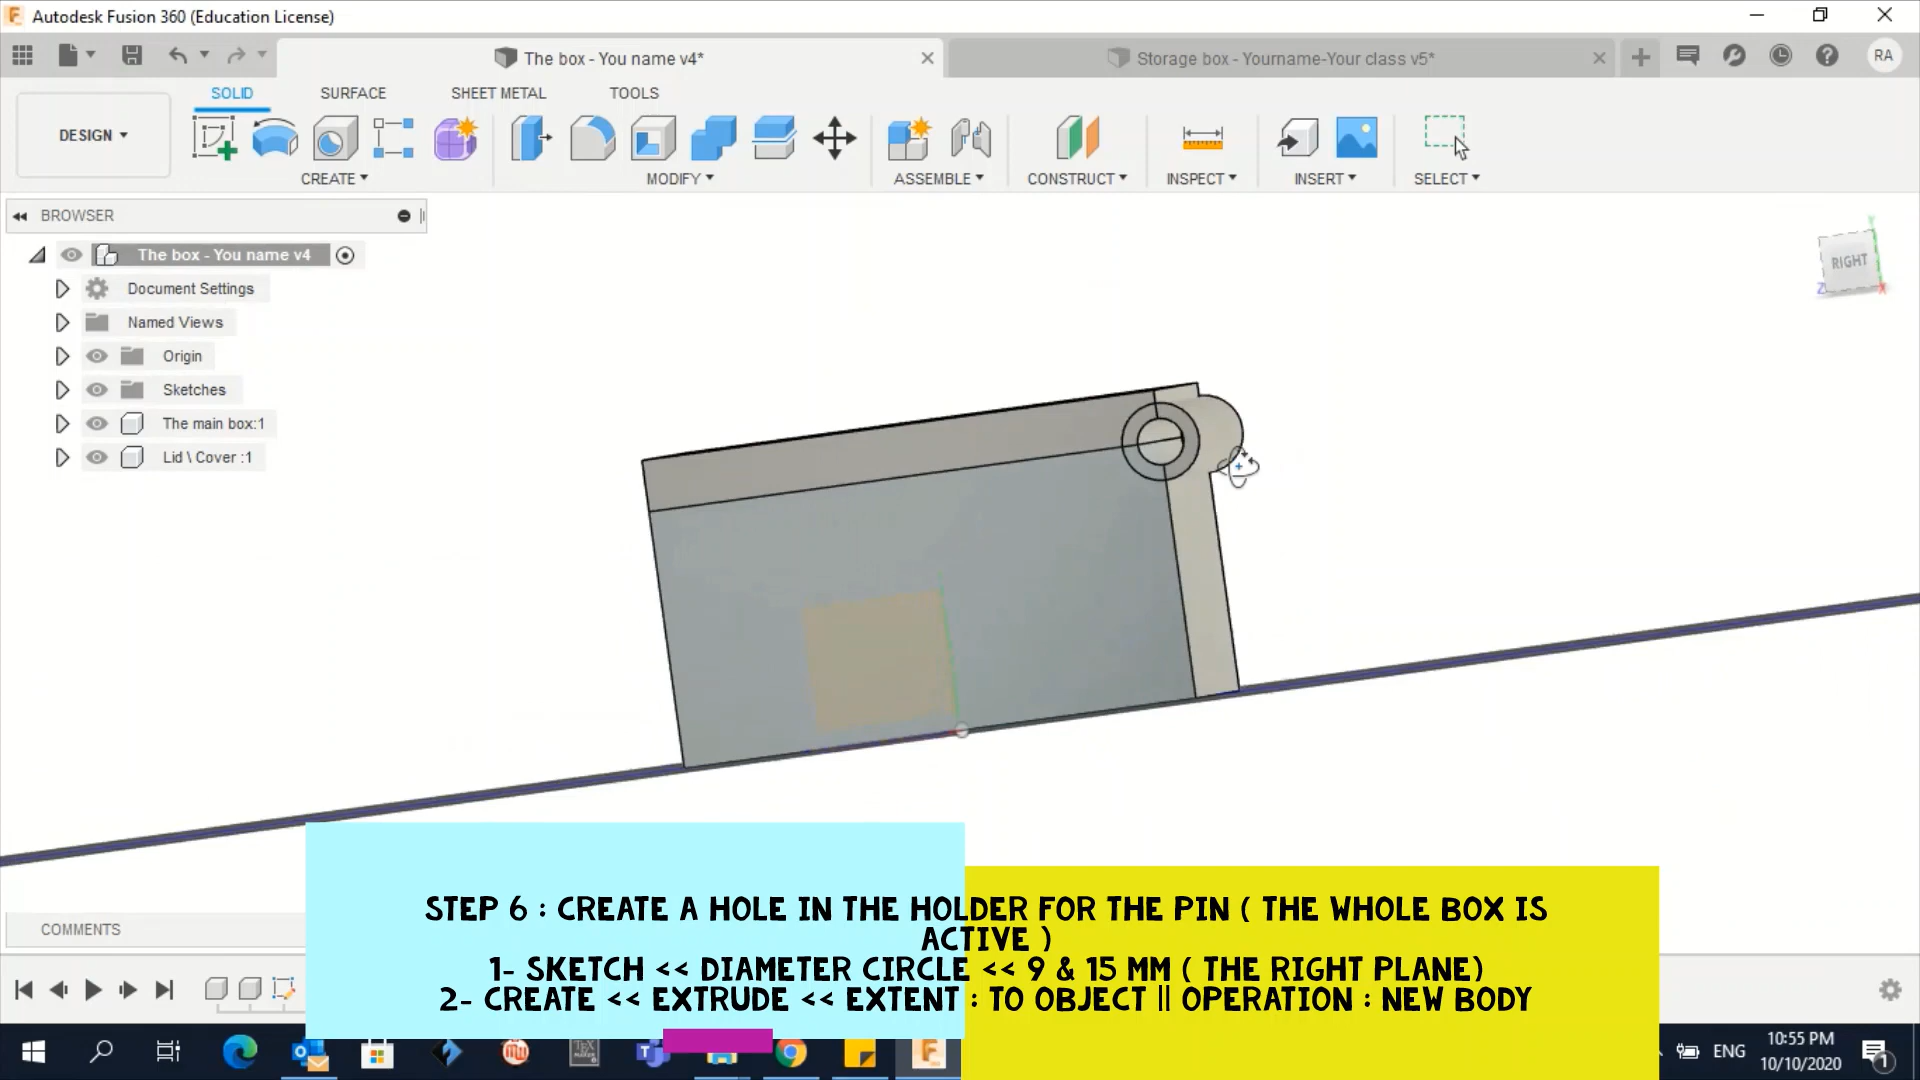 Autodesk Fusion 360 (Education License)
The box - You name v4*
Storage box - Yourname-Your class v5*
RA
SOLID
SURFACE
SHEET METAL
TOOLS
DESIGN
CREATE
MODIFY
ASSEMBLE
CONSTRUCT
INSPECT
INSERT
SELECT
BROWSER
The box - You name v4
Document Settings
Named Views
Origin
Sketches
The main box:1
Lid \ Cover :1
RIGHT
Y
Z
X
COMMENTS
STEP 6 : CREATE A HOLE IN THE HOLDER FOR THE PIN ( THE WHOLE BOX IS
ACTIVE )
1- SKETCH << DIAMETER CIRCLE << 9 & 15 MM ( THE RIGHT PLANE)
2- CREATE << EXTRUDE << EXTENT : TO OBJECT || OPERATION : NEW BODY
ENG
10:55 PM
10/10/2020
1